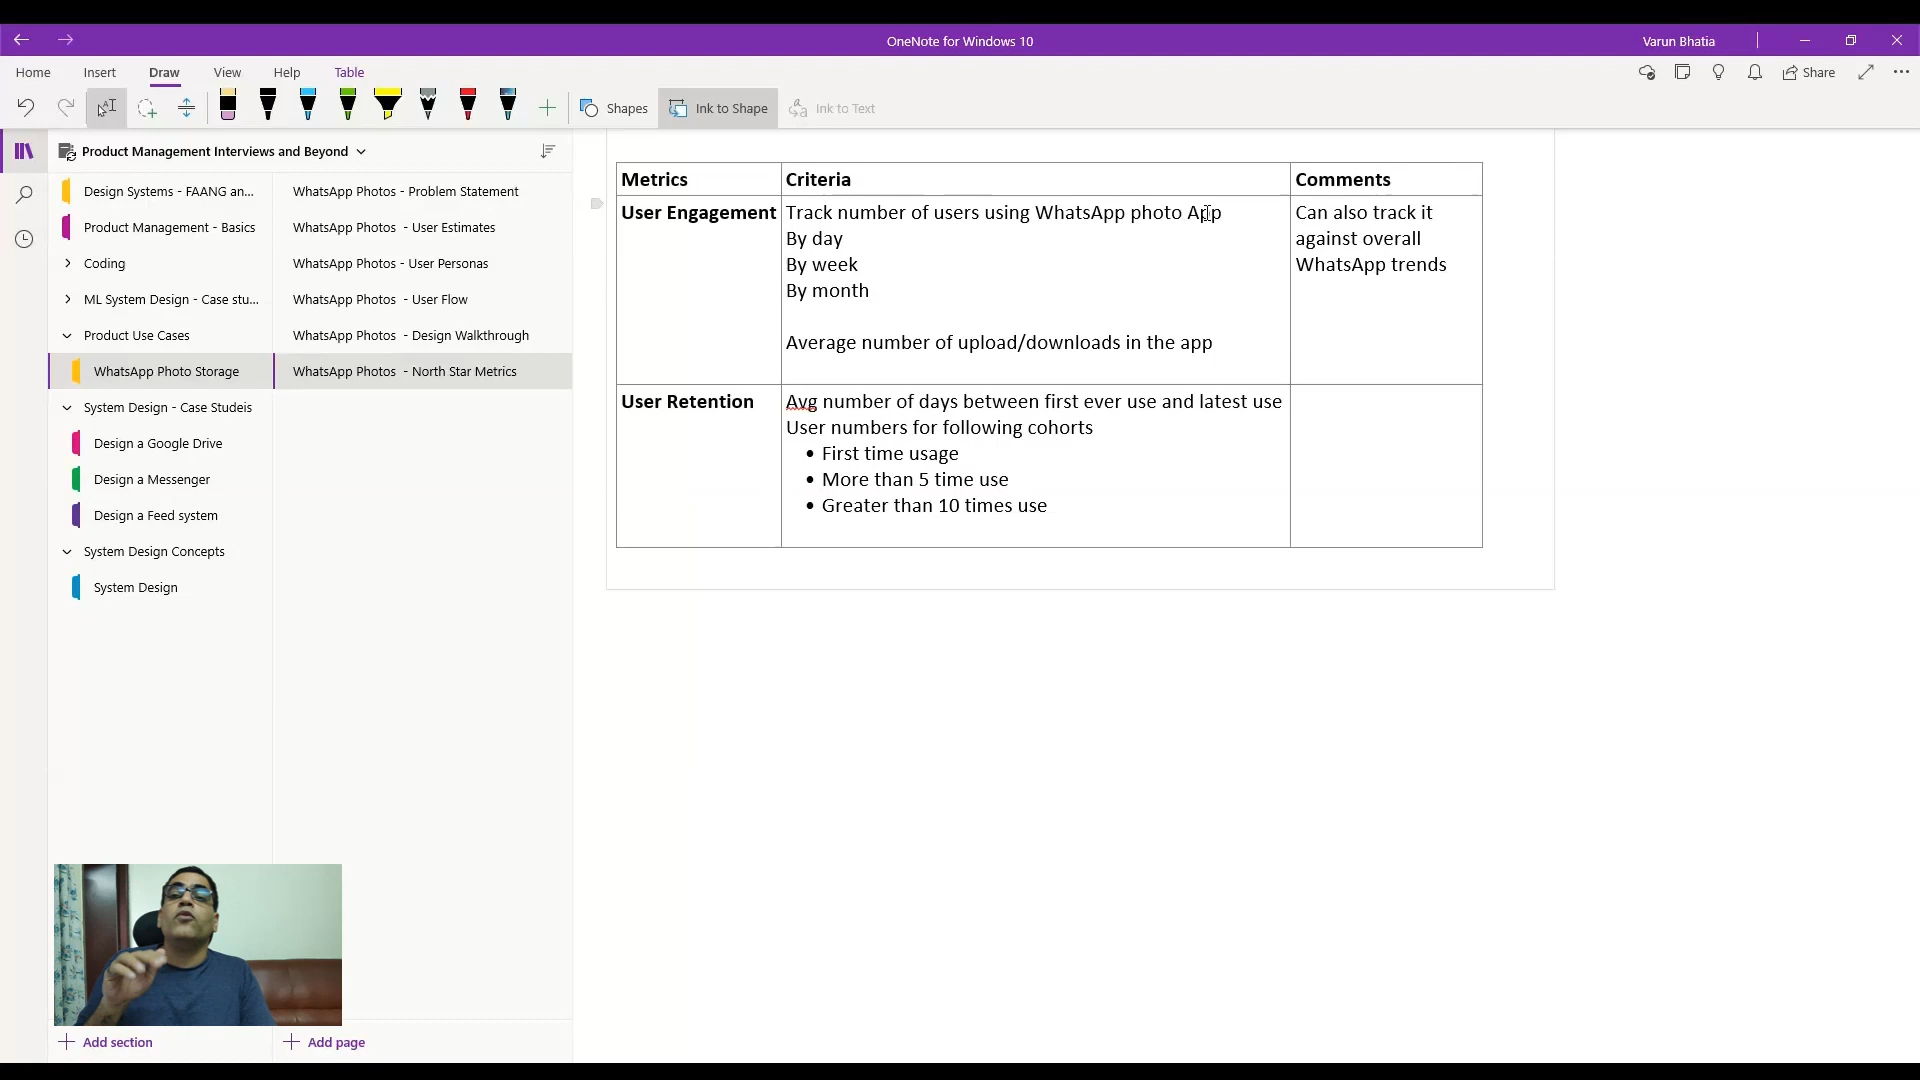 OneNote for Windows 10
Varun Bhatia
Home Insert Draw View Help Table
Share
Shapes Ink to Shape Ink to Text
Product Management Interviews and Beyond
Design Systems - FAANG an...
Product Management - Basics
Coding
ML System Design - Case stu...
Product Use Cases
WhatsApp Photo Storage
System Design - Case Studeis
Design a Google Drive
Design a Messenger
Design a Feed system
System Design Concepts
System Design
Add section
WhatsApp Photos - Problem Statement
WhatsApp Photos - User Estimates
WhatsApp Photos - User Personas
WhatsApp Photos - User Flow
WhatsApp Photos - Design Walkthrough
WhatsApp Photos - North Star Metrics
Add page
Metrics Criteria Comments
User Engagement
Track number of users using WhatsApp photo App
By day
By week
By month
Average number of upload/downloads in the app
Can also track it
against overall
WhatsApp trends
User Retention
Avg number of days between first ever use and latest use
User numbers for following cohorts
• First time usage
• More than 5 time use
• Greater than 10 times use